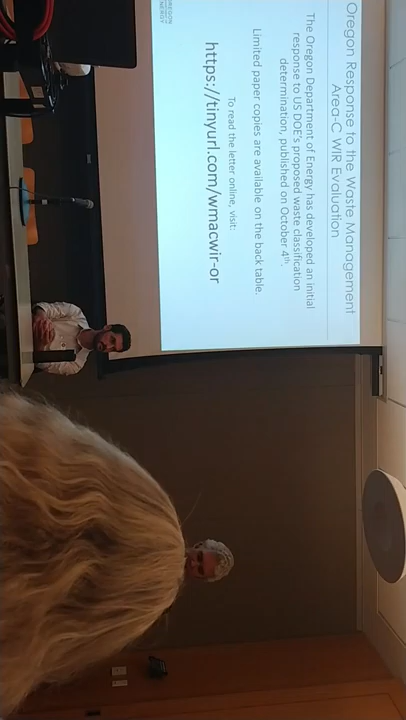 Oregon Response to the Waste Management
Area-C WIR Evaluation
The Oregon Department of Energy has developed an initial
response to US DOE's proposed waste classification
determination, published on October 4th.
Limited paper copies are available on the back table.
To read the letter online, visit:
https://tinyurl.com/wmacwir-or
OREGON
ENERGY